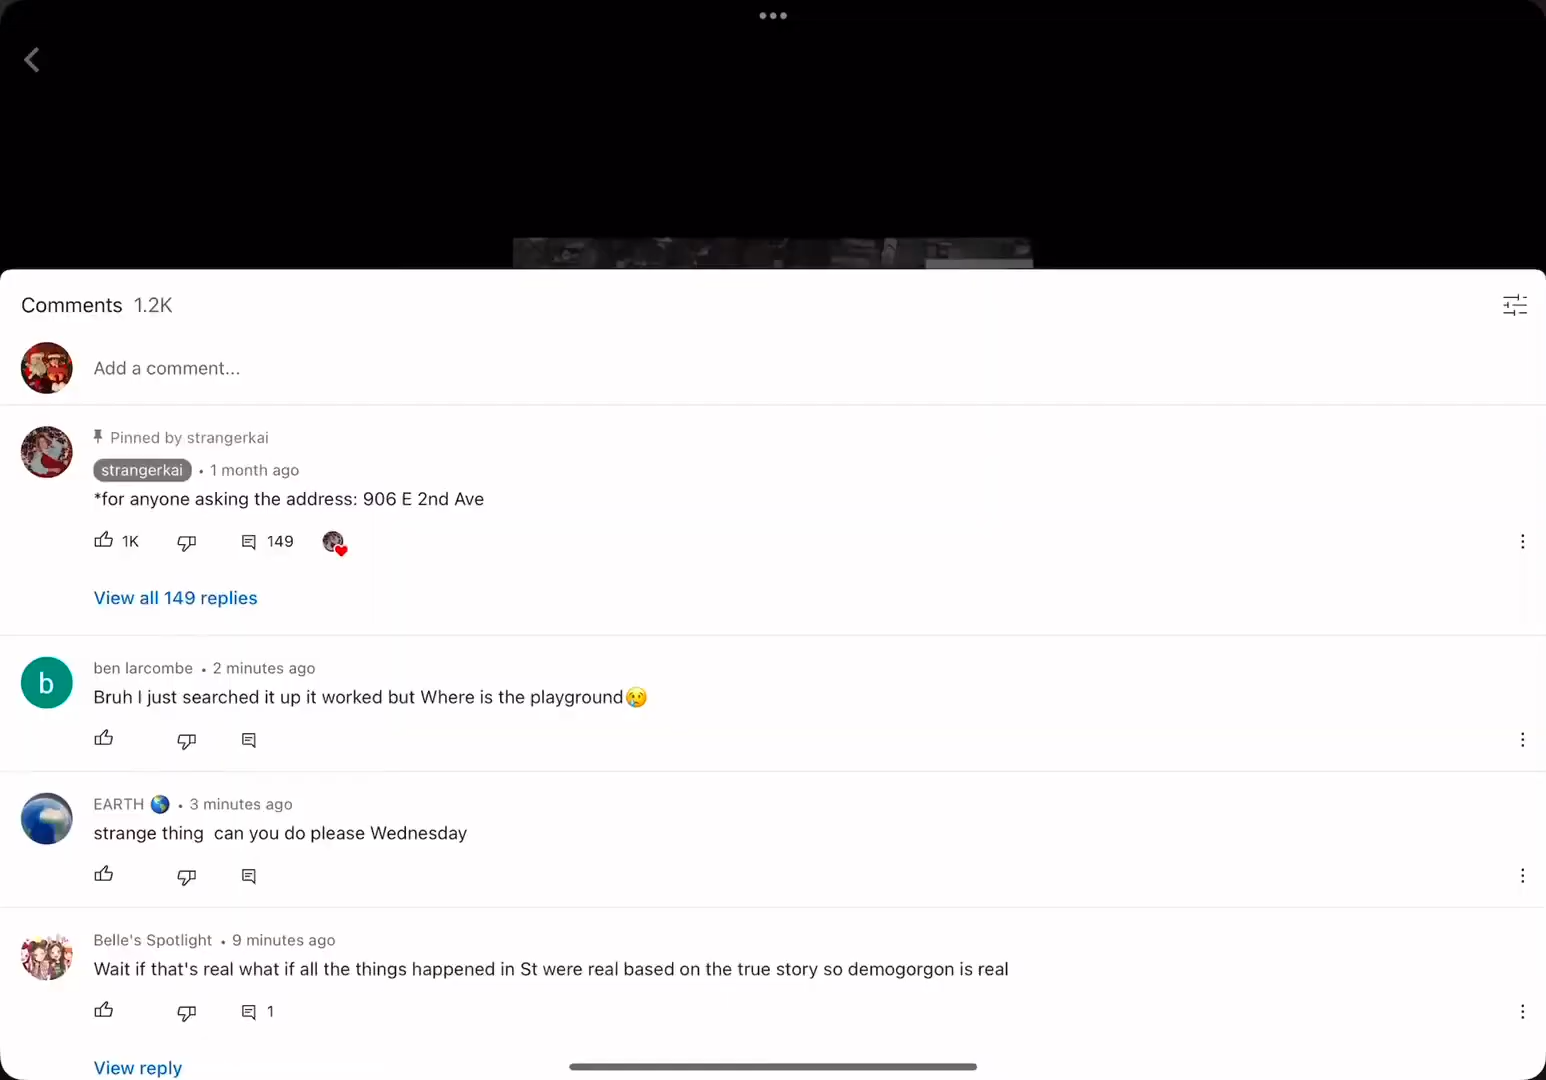 Comments 1.2K
Add a comment...
Pinned by strangerkai
strangerkai • 1 month ago
*for anyone asking the address: 906 E 2nd Ave
1K 149
View all 149 replies
b
ben larcombe • 2 minutes ago
Bruh I just searched it up it worked but Where is the playground😢
EARTH 🌎 • 3 minutes ago
strange thing  can you do please Wednesday
Belle's Spotlight • 9 minutes ago
Wait if that's real what if all the things happened in St were real based on the true story so demogorgon is real
1
View reply